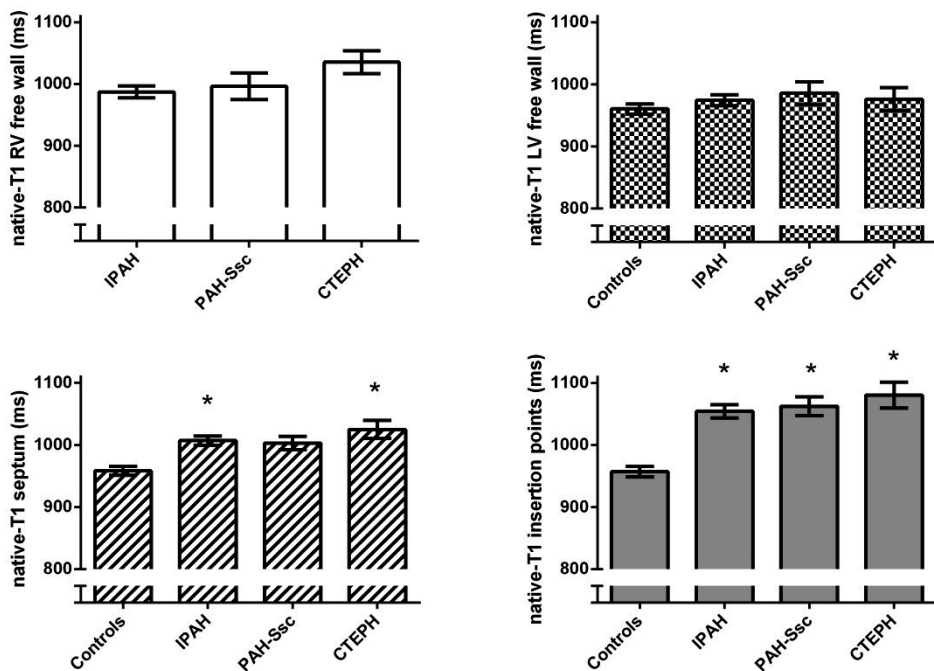 native-T1 RV free wall (ms)
1100
1000
900
800
IPAH
PAH-Ssc
CTEPH
native-T1 LV free wall (ms)
1100
1000
900
800
Controls
IPAH
PAH-Ssc
CTEPH
native-T1 septum (ms)
1100
1000
900
800
*
*
Controls
IPAH
PAH-Ssc
CTEPH
native-T1 insertion points (ms)
1100
1000
900
800
*
*
*
Controls
IPAH
PAH-Ssc
CTEPH